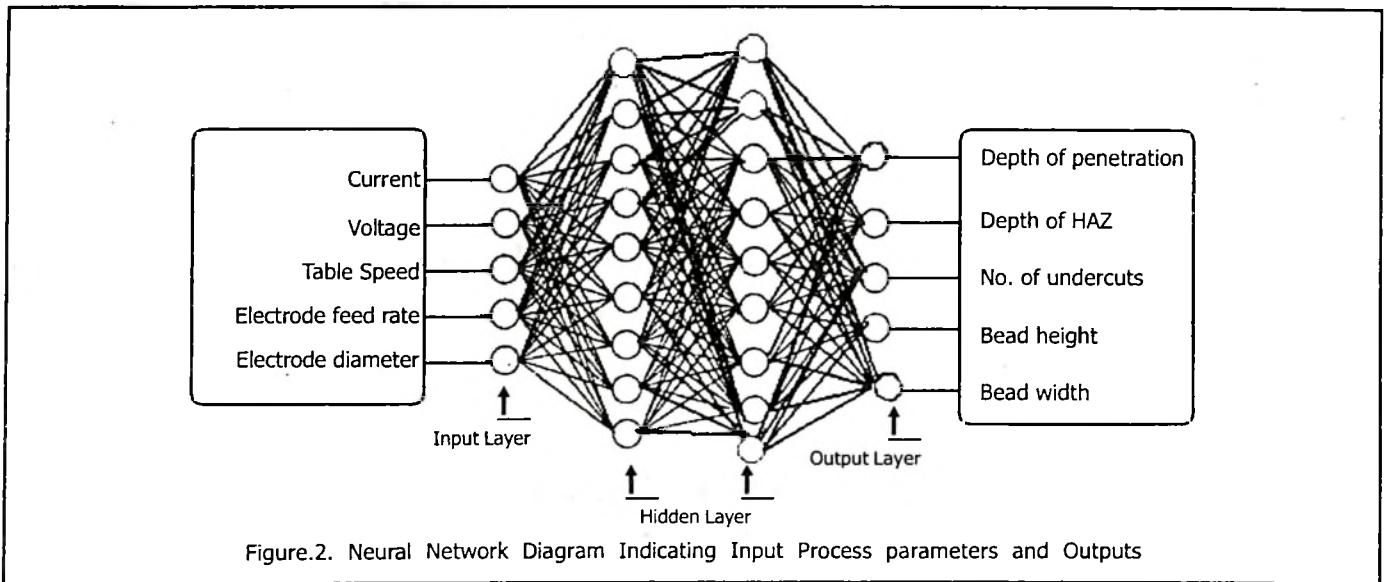 Current
Voltage
Table Speed
Electrode feed rate
Electrode diameter
Input Layer
Hidden Layer
Output Layer
Depth of penetration
Depth of HAZ
No. of undercuts
Bead height
Bead width
Figure.2. Neural Network Diagram Indicating Input Process parameters and Outputs